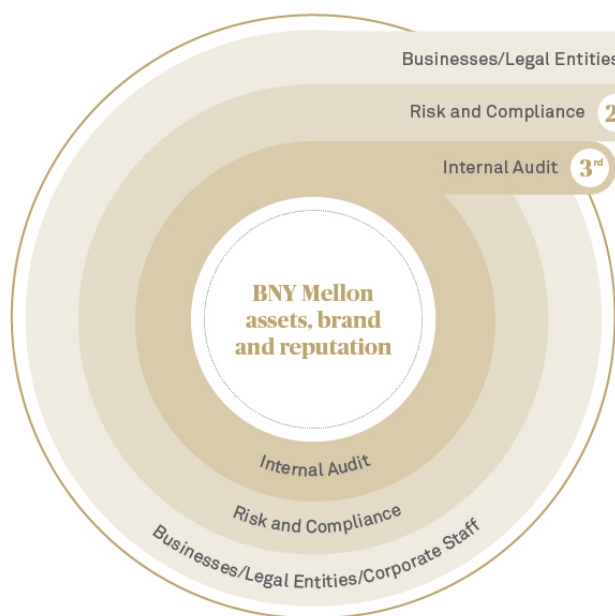 Businesses/Legal Entities
Risk and Compliance 2
Internal Audit 3rd
BNY Mellon
assets, brand
and reputation
Internal Audit
Risk and Compliance
Businesses/Legal Entities/Corporate Staff